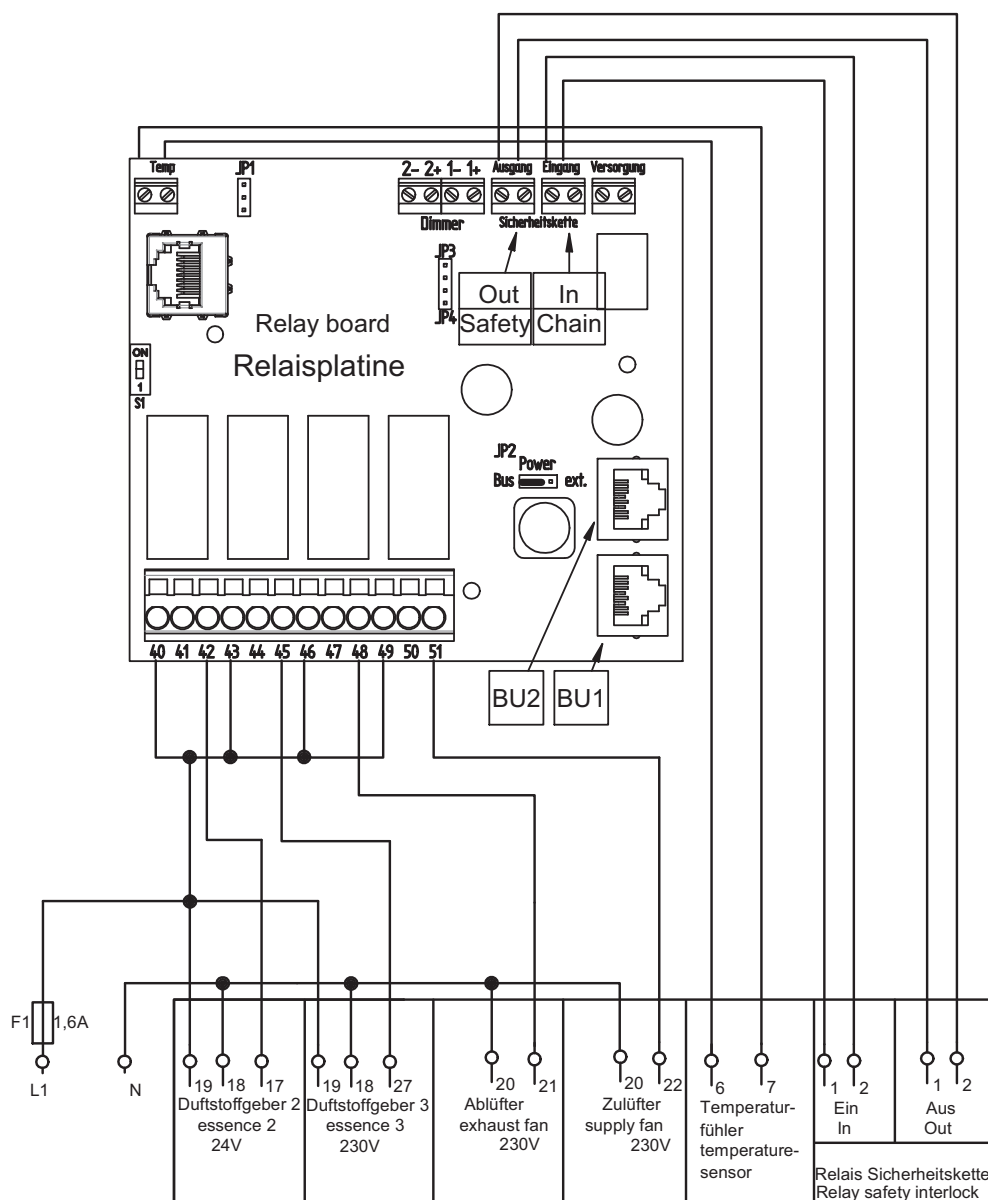 Temp JP1 2- 2+ 1- 1+ Ausgang Eingang Versorgung
Dimmer Sicherheitskette
JP3
Out In
JP4 Safety Chain
Relay board
Relaisplatine
ON
1
S1
JP2
Power
Bus ext.
40 41 42 43 44 45 46 47 48 49 50 51
BU2 BU1
F1 1,6A
L1 N
19 18 17 19 18 27 20 21 20 22 6 7 1 2 1 2
Duftstoffgeber 2
essence 2
24V
Duftstoffgeber 3
essence 3
230V
Ablüfter
exhaust fan
230V
Zulüfter
supply fan
230V
Temperatur-
fühler
temperature-
sensor
Ein
In
Aus
Out
Relais Sicherheitskette
Relay safety interlock